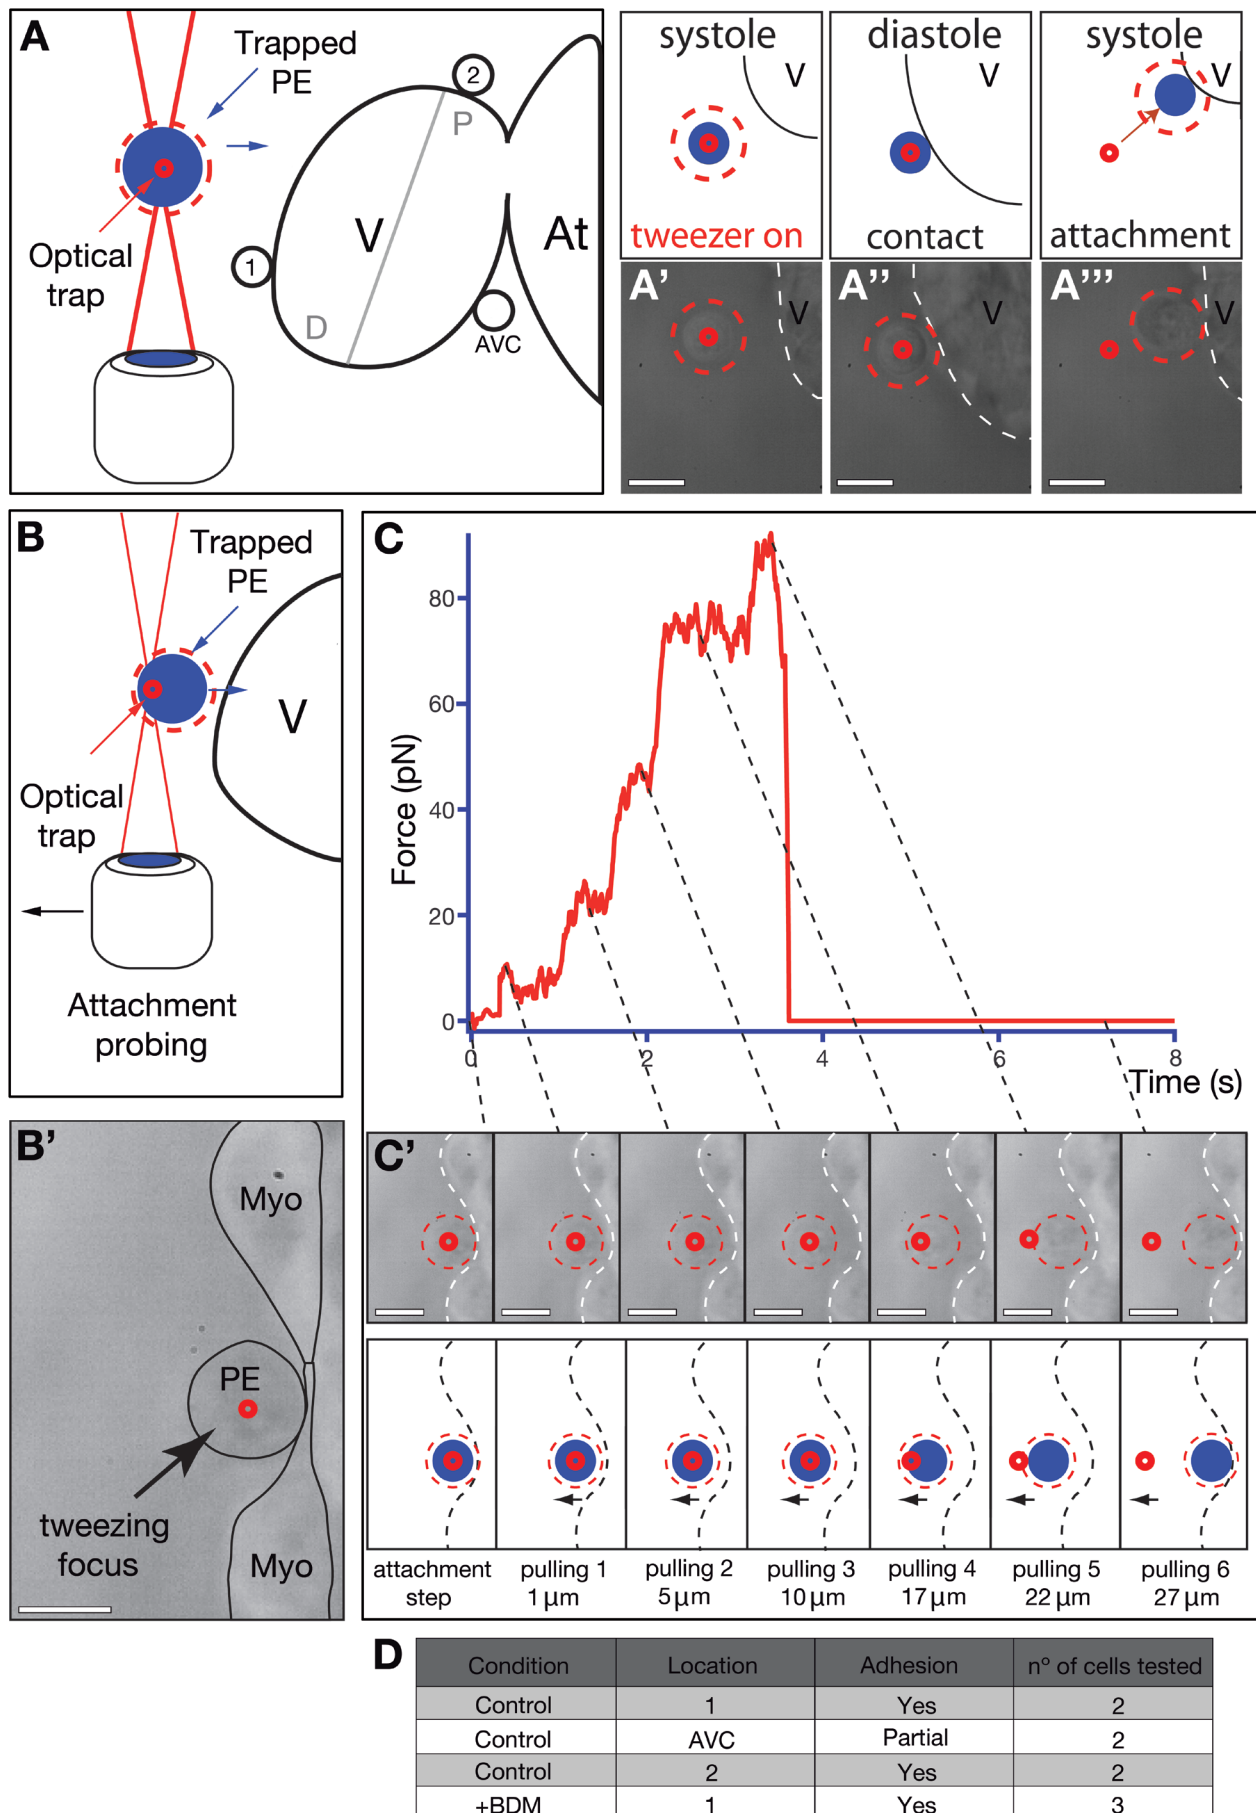 A
Trapped
PE
Optical
trap
1
2
P
V
D
At
AVC
systole
V
tweezer on
diastole
V
contact
systole
V
attachment
A’
V
A’’
V
A’’’
V
B
Trapped
PE
V
Optical
trap
Attachment
probing
B’
Myo
PE
tweezing
focus
Myo
C
Force (pN)
80
60
40
20
0
0 2 4 6 8
Time (s)
C’
attachment
step
pulling 1
1 µm
pulling 2
5 µm
pulling 3
10 µm
pulling 4
17 µm
pulling 5
22 µm
pulling 6
27 µm
D
Condition Location Adhesion nº of cells tested
Control 1 Yes 2
Control AVC Partial 2
Control 2 Yes 2
+BDM 1 Yes 3